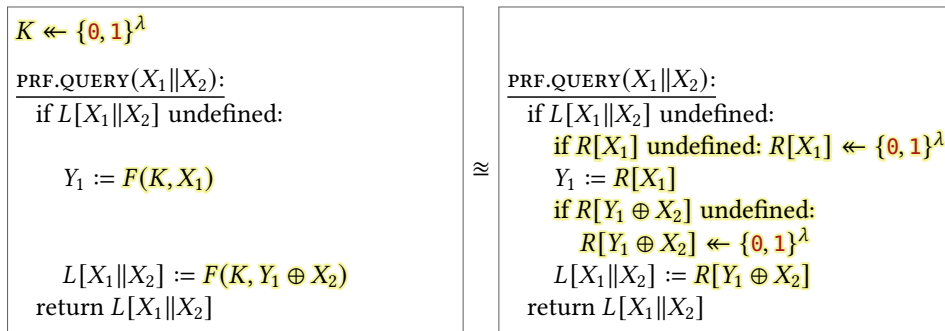 K ↞ {0, 1}^λ
PRF.QUERY(X₁‖X₂):
if L[X₁‖X₂] undefined:
Y₁ := F(K, X₁)
L[X₁‖X₂] := F(K, Y₁ ⊕ X₂)
return L[X₁‖X₂]
≊
PRF.QUERY(X₁‖X₂):
if L[X₁‖X₂] undefined:
if R[X₁] undefined: R[X₁] ↞ {0, 1}^λ
Y₁ := R[X₁]
if R[Y₁ ⊕ X₂] undefined:
R[Y₁ ⊕ X₂] ↞ {0, 1}^λ
L[X₁‖X₂] := R[Y₁ ⊕ X₂]
return L[X₁‖X₂]